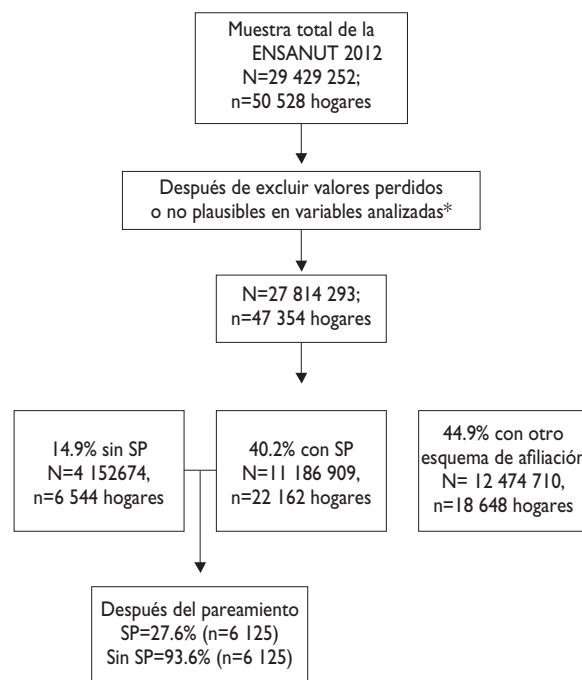 Muestra total de la
ENSANUT 2012
N=29 429 252;
n=50 528 hogares
Después de excluir valores perdidos
o no plausibles en variables analizadas*
N=27 814 293;
n=47 354 hogares
14.9% sin SP
N=4 152674,
n=6 544 hogares
40.2% con SP
N=11 186 909,
n=22 162 hogares
44.9% con otro
esquema de afiliación
N= 12 474 710,
n=18 648 hogares
Después del pareamiento
SP=27.6% (n=6 125)
Sin SP=93.6% (n=6 125)